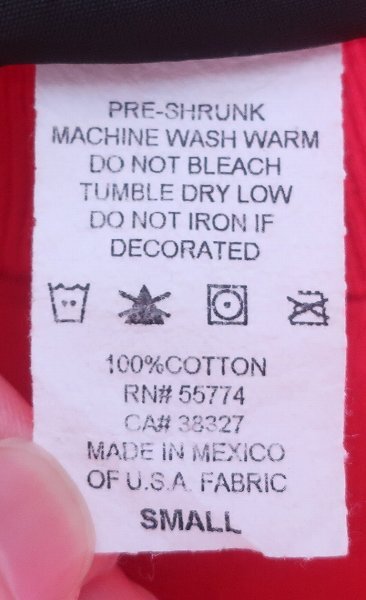 PRE-SHRUNK
MACHINE WASH WARM
DO NOT BLEACH
TUMBLE DRY LOW
DO NOT IRON IF
DECORATED
100%COTTON
RN# 55774
CA# 38327
MADE IN MEXICO
OF U.S.A. FABRIC
SMALL